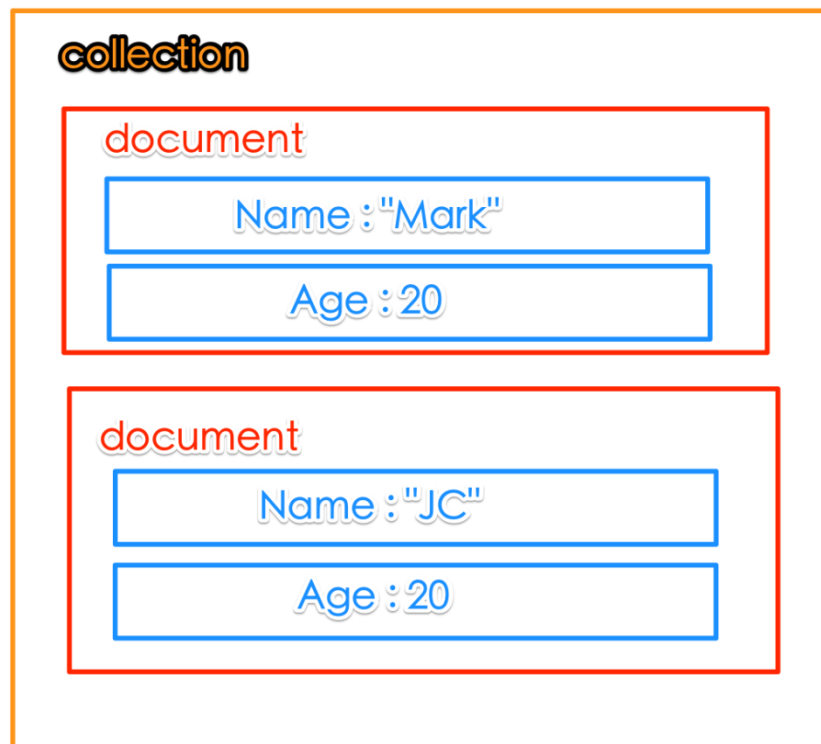 collection
document
Name : "Mark"
Age : 20
document
Name : "JC"
Age : 20